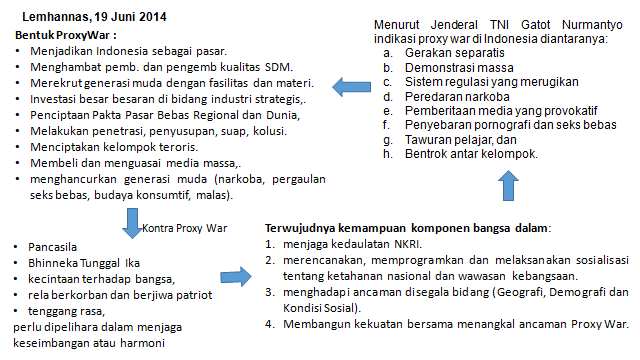 Lemhannas, 19 Juni 2014
Bentuk ProxyWar :
• Menjadikan Indonesia sebagai pasar.
• Menghambat pemb. dan pengemb kualitas SDM.
• Merekrut generasi muda dengan fasilitas dan materi.
• Investasi besar besaran di bidang industri strategis,.
• Penciptaan Pakta Pasar Bebas Regional dan Dunia,
• Melakukan penetrasi, penyusupan, suap, kolusi.
• Menciptakan kelompok teroris.
• Membeli dan menguasai media massa,.
• menghancurkan generasi muda (narkoba, pergaulan
seks bebas, budaya konsumtif, malas).
Menurut Jenderal TNI Gatot Nurmantyo
indikasi proxy war di Indonesia diantaranya:
a. Gerakan separatis
b. Demonstrasi massa
c. Sistem regulasi yang merugikan
d. Peredaran narkoba
e. Pemberitaan media yang provokatif
f. Penyebaran pornografi dan seks bebas
g. Tawuran pelajar, dan
h. Bentrok antar kelompok.
Kontra Proxy War
• Pancasila
• Bhinneka Tunggal Ika
• kecintaan terhadap bangsa,
• rela berkorban dan berjiwa patriot
• tenggang rasa,
perlu dipelihara dalam menjaga
keseimbangan atau harmoni
Terwujudnya kemampuan komponen bangsa dalam:
1. menjaga kedaulatan NKRI.
2. merencanakan, memprogramkan dan melaksanakan sosialisasi
tentang ketahanan nasional dan wawasan kebangsaan.
3. menghadapi ancaman disegala bidang (Geografi, Demografi dan
Kondisi Sosial).
4. Membangun kekuatan bersama menangkal ancaman Proxy War.